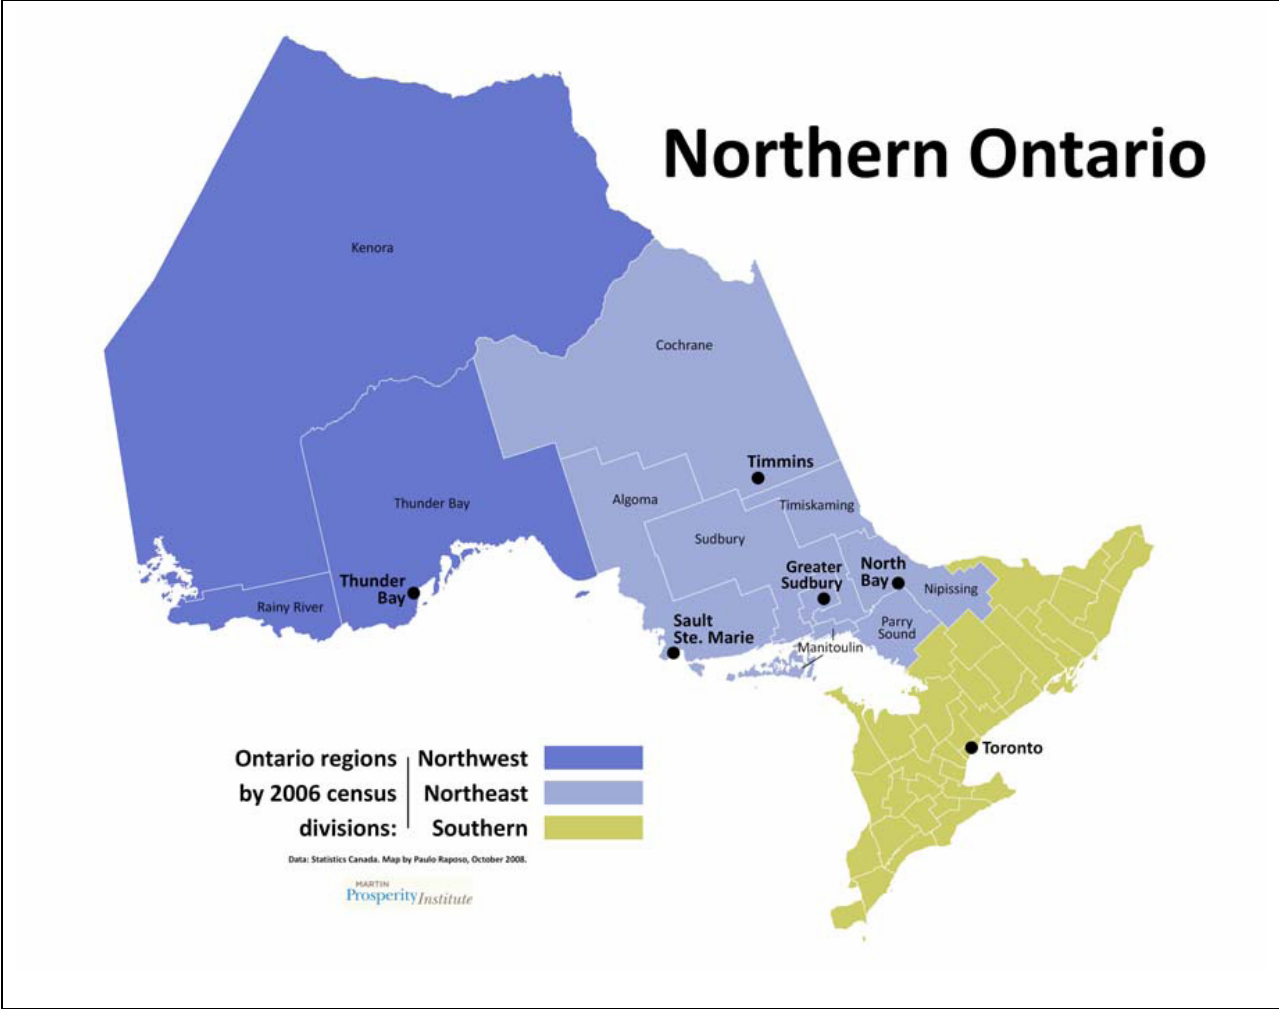 Northern Ontario
Kenora
Cochrane
Timmins
Algoma
Thunder Bay
Timiskaming
Sudbury
Greater
Sudbury
North
Bay
Nipissing
Thunder
Bay
Rainy River
Sault
Ste. Marie
Parry
Sound
Manitoulin
Toronto
Ontario regions
by 2006 census
divisions:
Northwest
Northeast
Southern
Data: Statistics Canada. Map by Paulo Raposo, October 2008.
MARTIN
Prosperity Institute